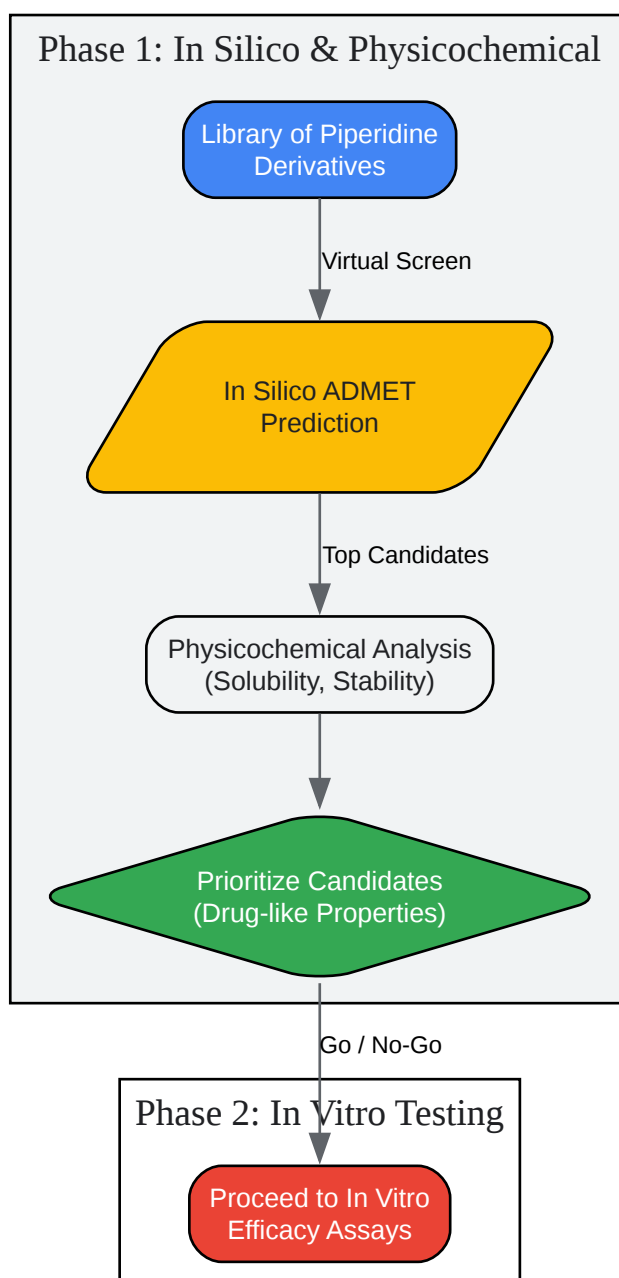 Phase 1: In Silico & Physicochemical
Library of Piperidine
Derivatives
Virtual Screen
In Silico ADMET
Prediction
Top Candidates
Physicochemical Analysis
(Solubility, Stability)
Prioritize Candidates
(Drug-like Properties)
Go / No-Go
Phase 2: In Vitro Testing
Proceed to In Vitro
Efficacy Assays